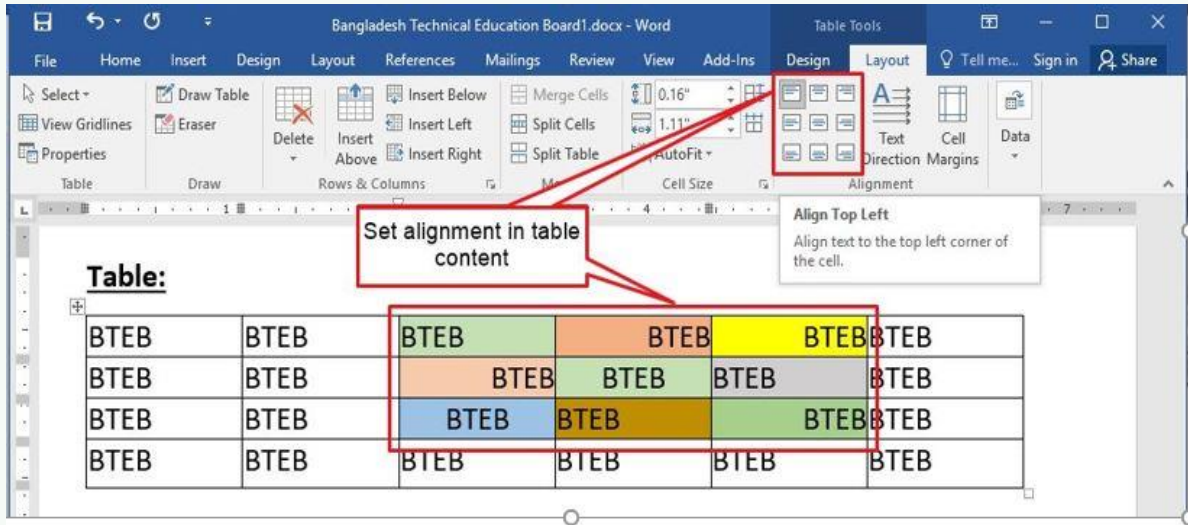 Bangladesh Technical Education Board1.docx - Word
Table Tools
File Home Insert Design Layout References Mailings Review View Add-Ins Design Layout Tell me... Sign in Share
Select Draw Table Insert Below Merge Cells 0.16"
View Gridlines Eraser Delete Insert Above Insert Left Split Cells 1.11" Text Direction Cell Margins Data
Properties Insert Right Split Table AutoFit
Table Draw Rows & Columns Cell Size Alignment
1 4 7
Set alignment in table
content
Align Top Left
Align text to the top left corner of
the cell.
Table:
BTEB BTEB BTEB BTEB BTEB BTEB
BTEB BTEB BTEB BTEB BTEB BTEB
BTEB BTEB BTEB BTEB BTEB BTEB
BTEB BTEB BTEB BTEB BTEB BTEB